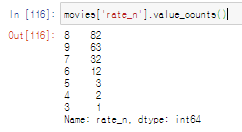 In [116]: movies['rate_n'].value_counts()
Out[116]: 8    82
9    63
7    32
6    12
5    3
4    2
3    1
Name: rate_n, dtype: int64